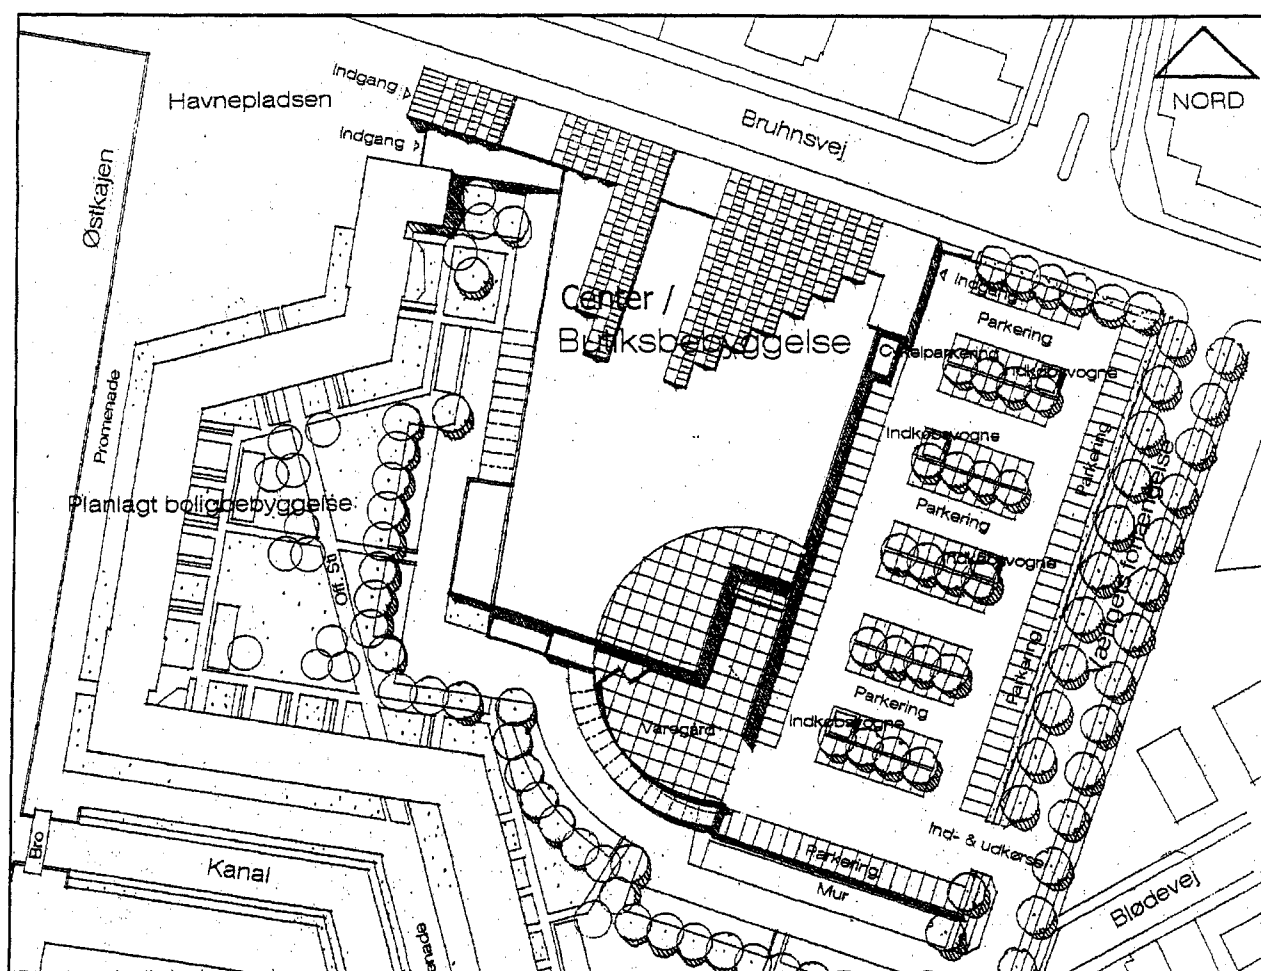 Indgang
Havnepladsen
Indgang
NORD
Bruhnsvej
Østkajen
Indgang
Center /
Butiksbebyggelse
Parkering
Cykelparkering
Indkøbsvogne
Promenade
Indkøbsvogne
Parkering
Planlagt boligbebyggelse
Parkering
Indkøbsvogne
Off. Sti
forlængelse
Parkering
Parkering
Indkøbsvogne
Varegård
Ind- & udkørsel
Parkering
Mur
Bro
Kanal
Blødevej